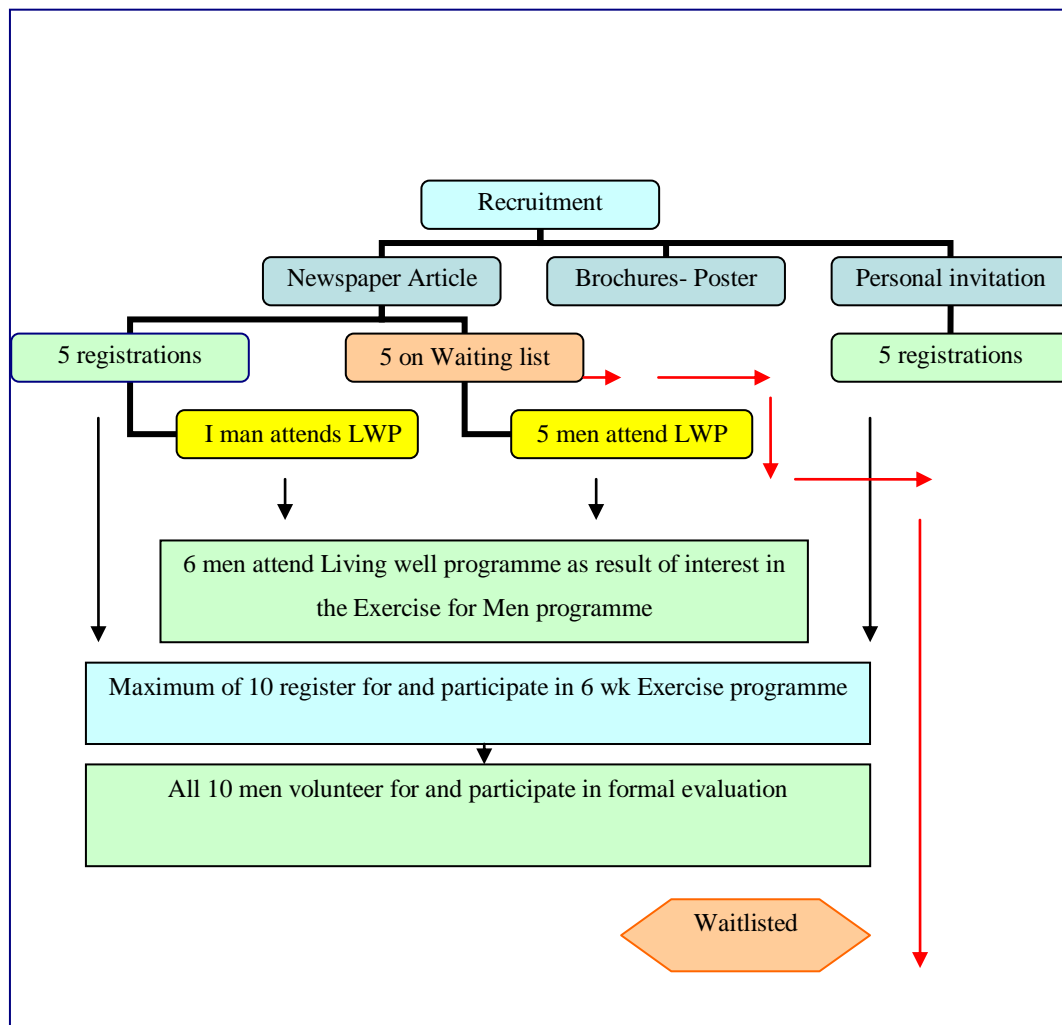 Recruitment
Newspaper Article
Brochures- Poster
Personal invitation
5 registrations
5 on Waiting list
5 registrations
I man attends LWP
5 men attend LWP
6 men attend Living well programme as result of interest in
the Exercise for Men programme
Maximum of 10 register for and participate in 6 wk Exercise programme
All 10 men volunteer for and participate in formal evaluation
Waitlisted